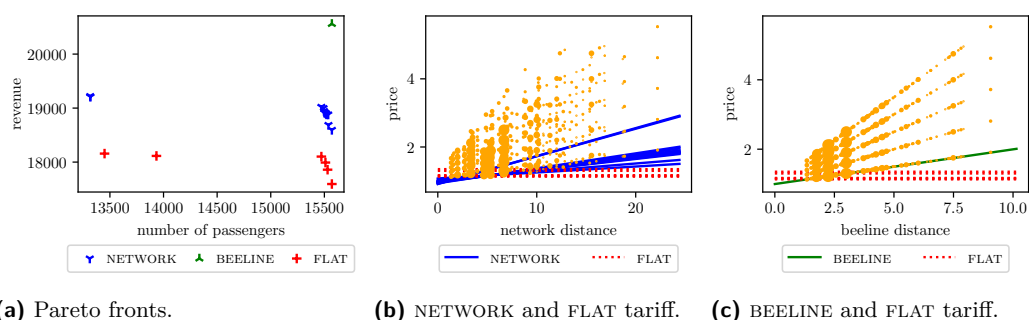 20000
19000
18000
revenue
13500 14000 14500 15000 15500
number of passengers
NETWORK BEELINE FLAT
(a) Pareto fronts.
4
2
price
0 10 20
network distance
NETWORK FLAT
(b) NETWORK and FLAT tariff.
4
2
price
0.0 2.5 5.0 7.5 10.0
beeline distance
BEELINE FLAT
(c) BEELINE and FLAT tariff.